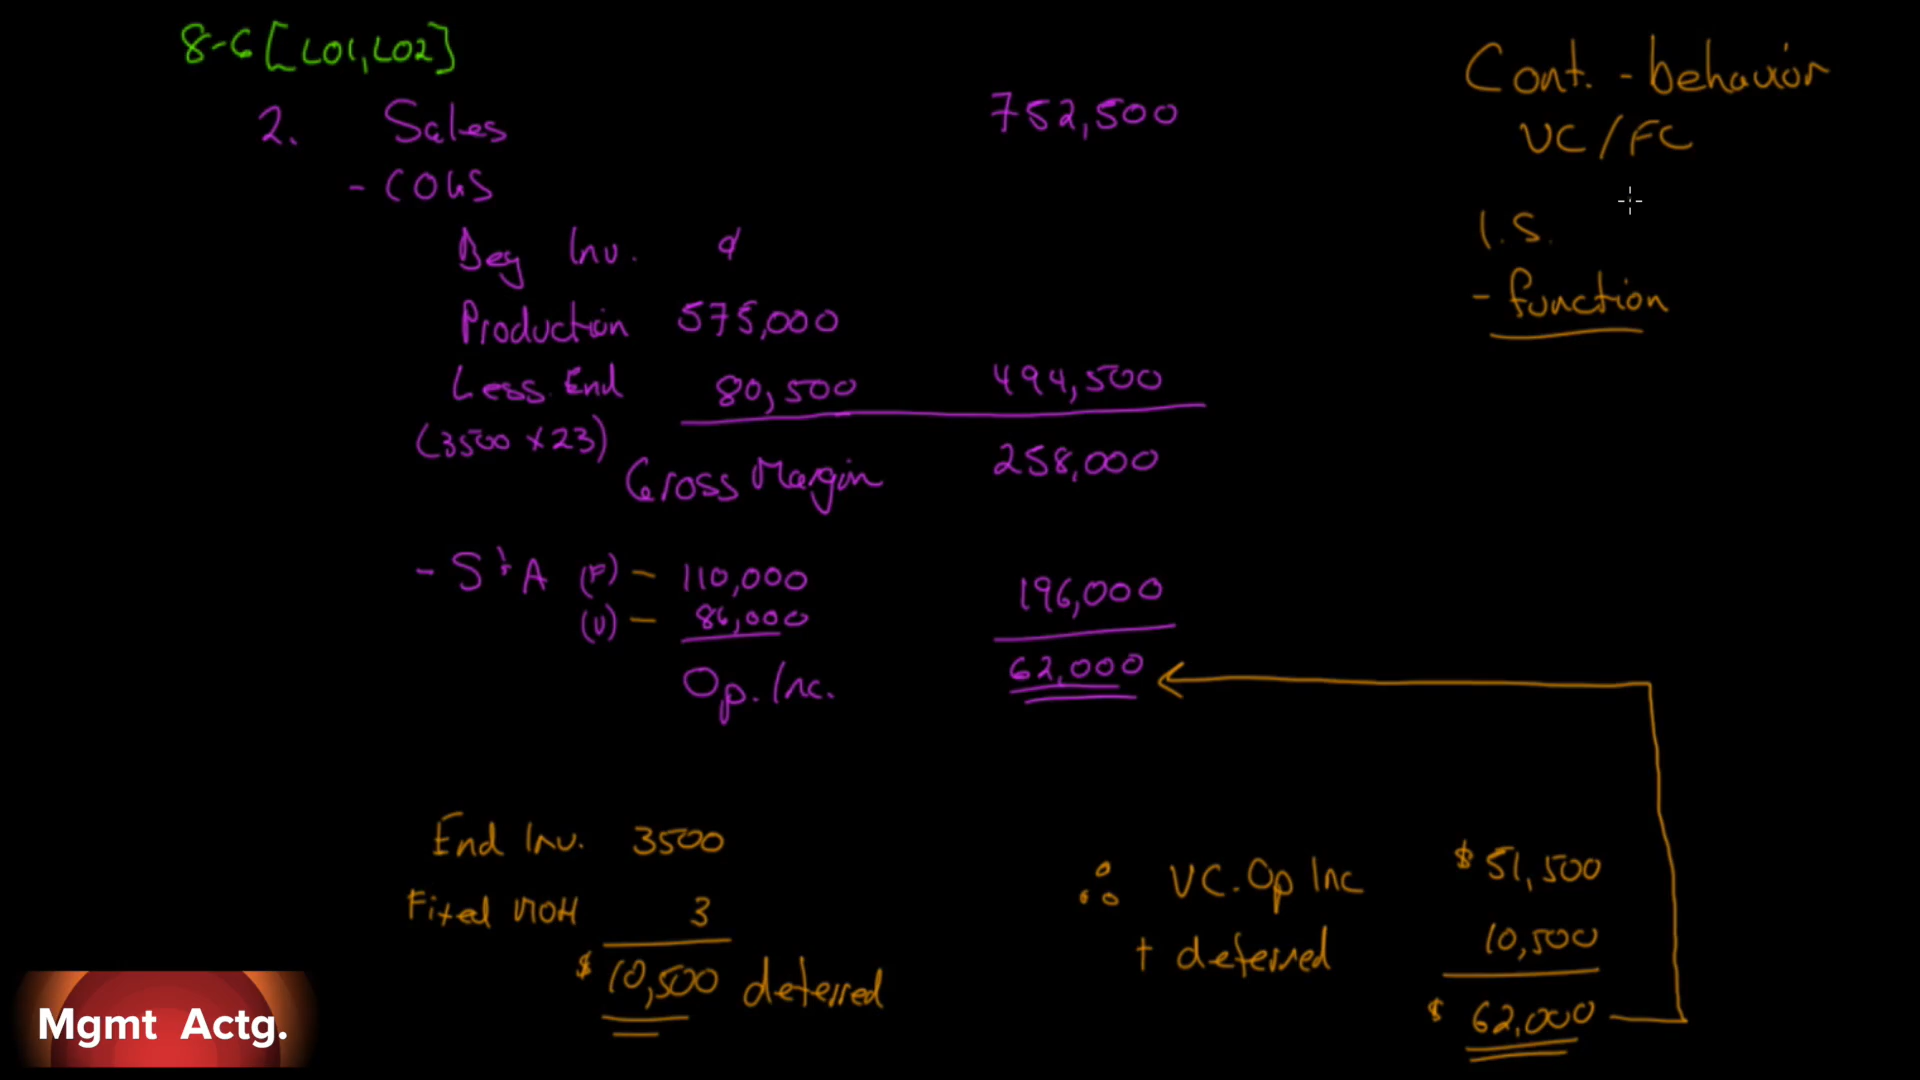 8-6 [LO1, LO2]
2. Sales 752,500
- COGS
Beg Inv. ø
Production 575,000
Less. End 80,500 494,500
(3500 x 23)
Gross Margin 258,000
- S+A (F) - 110,000 196,000
(V) - 86,000
Op. Inc. 62,000
Cont. - behavior
VC/FC
I.S.
- function
End Inv. 3500
Fixed MOH 3
$ 10,500 deferred
∴ VC. Op Inc $ 51,500
+ deferred 10,500
$ 62,000
Mgmt Actg.